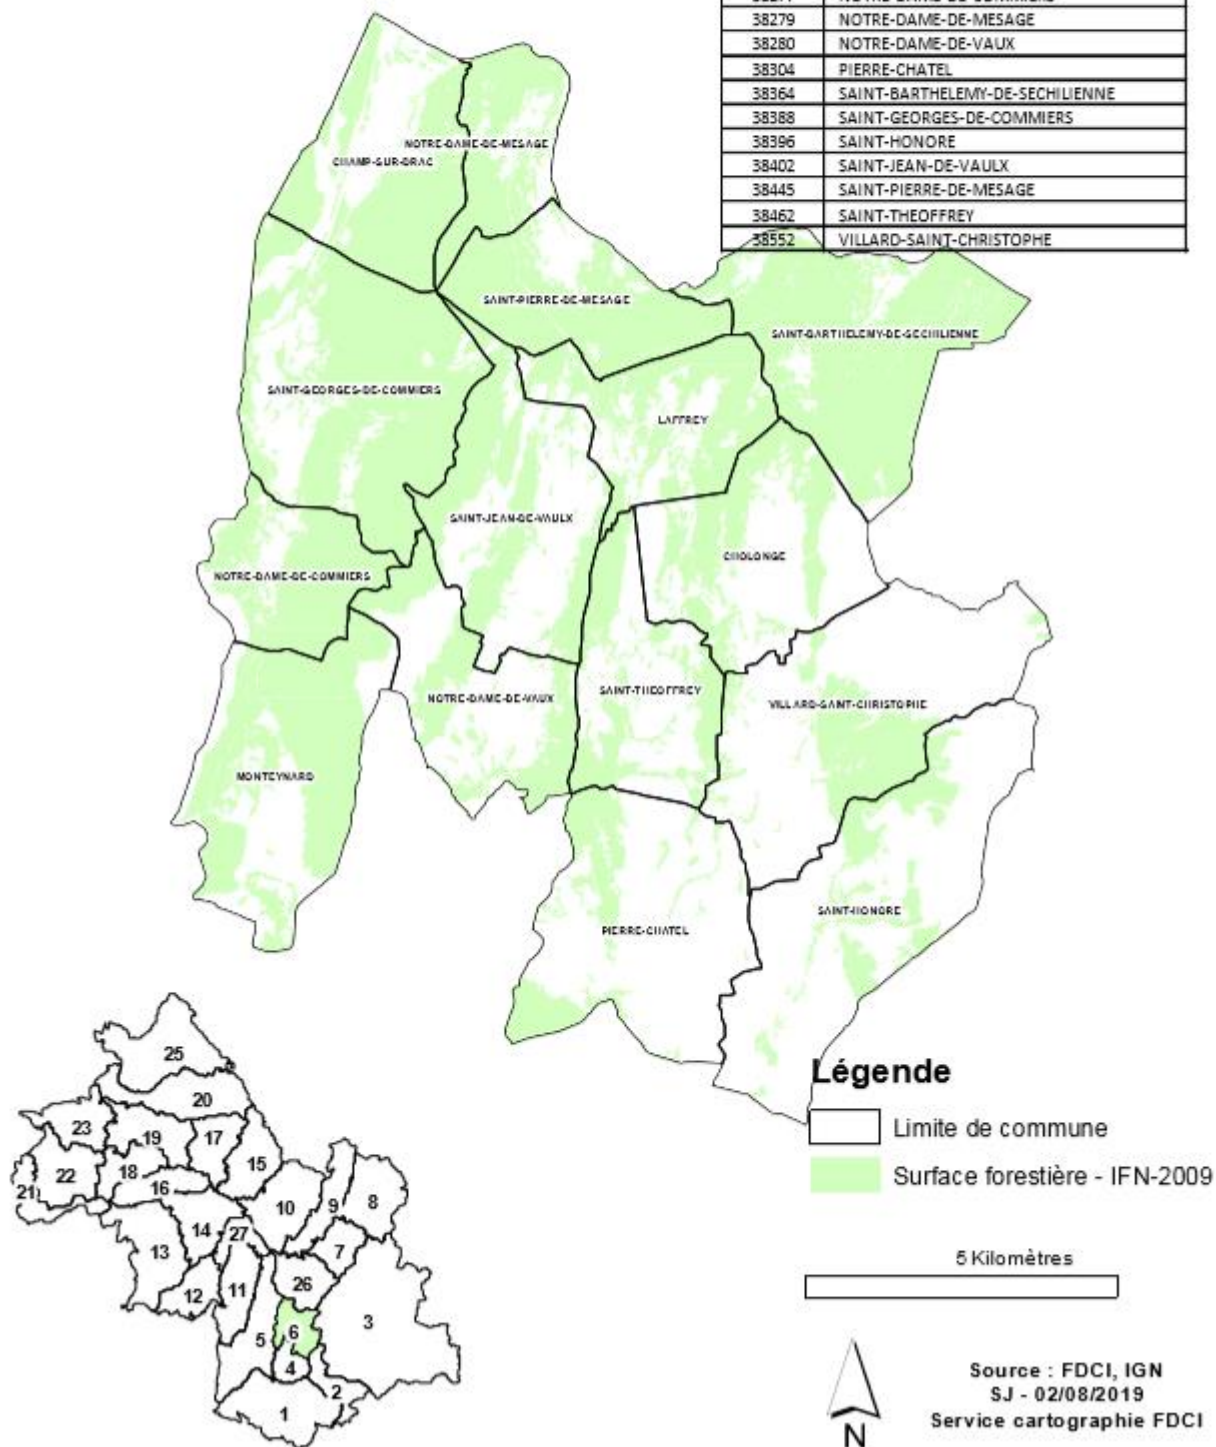 38279 NOTRE-DAME-DE-MESAGE
38280 NOTRE-DAME-DE-VAUX
38304 PIERRE-CHATEL
38364 SAINT-BARTHELEMY-DE-SECHILIENNE
38388 SAINT-GEORGES-DE-COMMIERS
38396 SAINT-HONORE
38402 SAINT-JEAN-DE-VAULX
38445 SAINT-PIERRE-DE-MESAGE
38462 SAINT-THEOFFREY
38552 VILLARD-SAINT-CHRISTOPHE
NOTRE-DAME-DE-MESAGE
CHAMP-SUR-DRAC
SAINT-PIERRE-DE-MESAGE
SAINT-BARTHELEMY-DE-SECHILIENNE
SAINT-GEORGES-DE-COMMIERS
LAFFREY
SAINT-JEAN-DE-VAULX
CHOLONGE
NOTRE-DAME-DE-COMMIERS
SAINT-THEOFFREY
NOTRE-DAME-DE-VAUX
VILLARD-SAINT-CHRISTOPHE
MONTEYNARD
SAINT-HONORE
PIERRE-CHATEL
25
20
23
19
17
15
22
18
16
21
10
9
8
14
27
13
7
26
12
11
3
6
5
4
2
1
Légende
Limite de commune
Surface forestière - IFN-2009
5 Kilomètres
N
Source : FDCI, IGN
SJ - 02/08/2019
Service cartographie FDCI